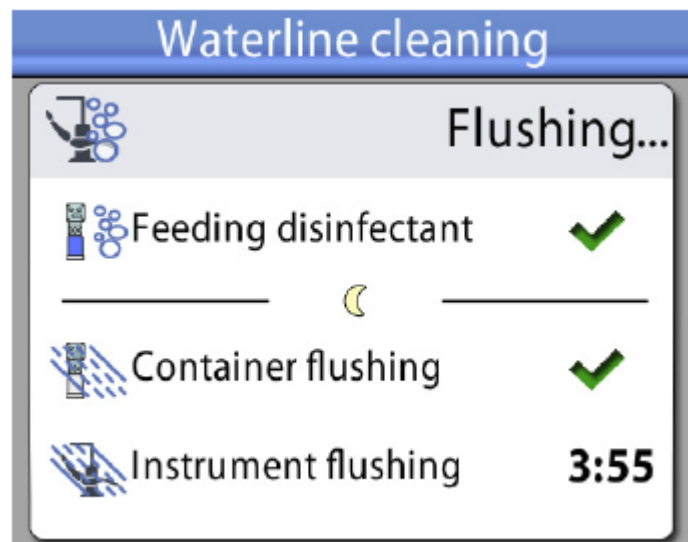 Waterline cleaning
Flushing...
Feeding disinfectant
Container flushing
Instrument flushing 3:55